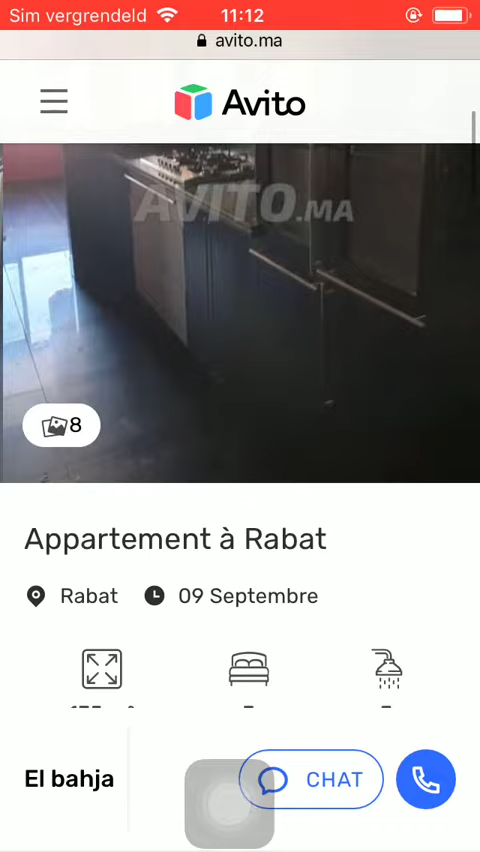 Sim vergrendeld 11:12
avito.ma
Avito
AVITO.MA
8
Appartement à Rabat
Rabat 09 Septembre
El bahja CHAT